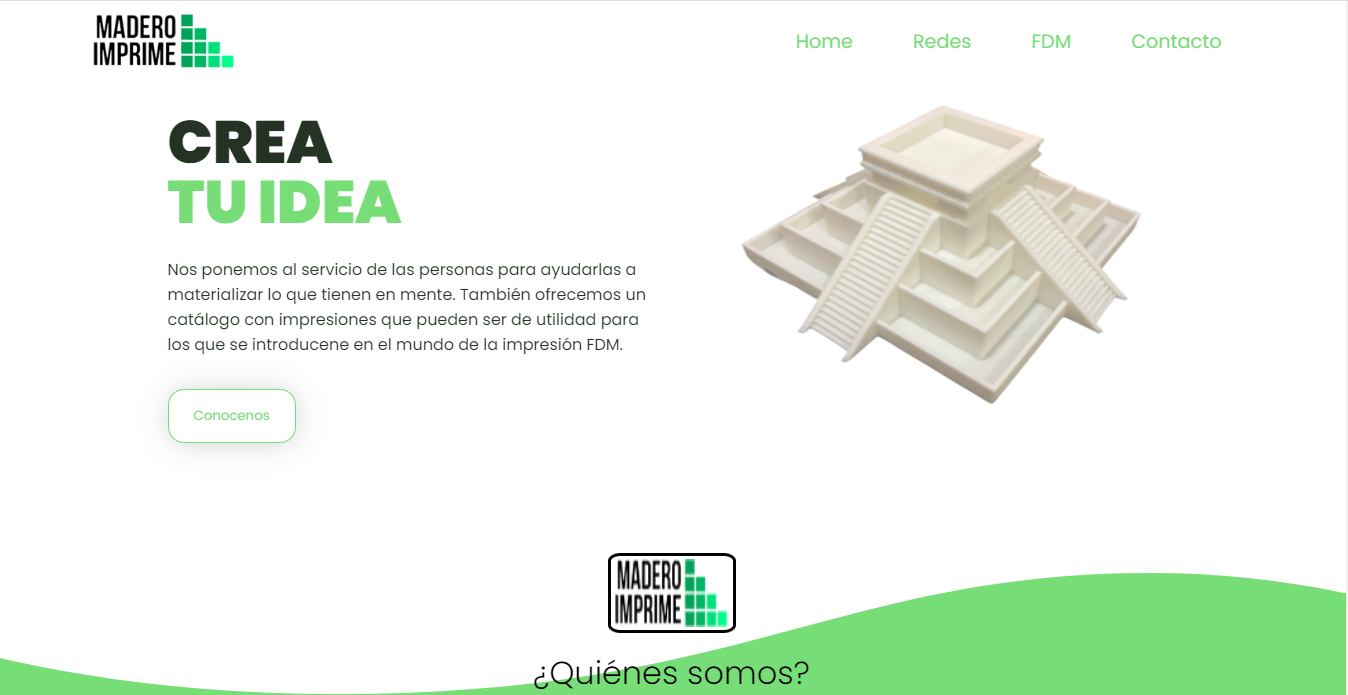 MADERO
IMPRIME
Home Redes FDM Contacto
CREA
TU IDEA
Nos ponemos al servicio de las personas para ayudarlas a
materializar lo que tienen en mente. También ofrecemos un
catálogo con impresiones que pueden ser de utilidad para
los que se introducene en el mundo de la impresión FDM.
Conocenos
MADERO
IMPRIME
¿Quiénes somos?